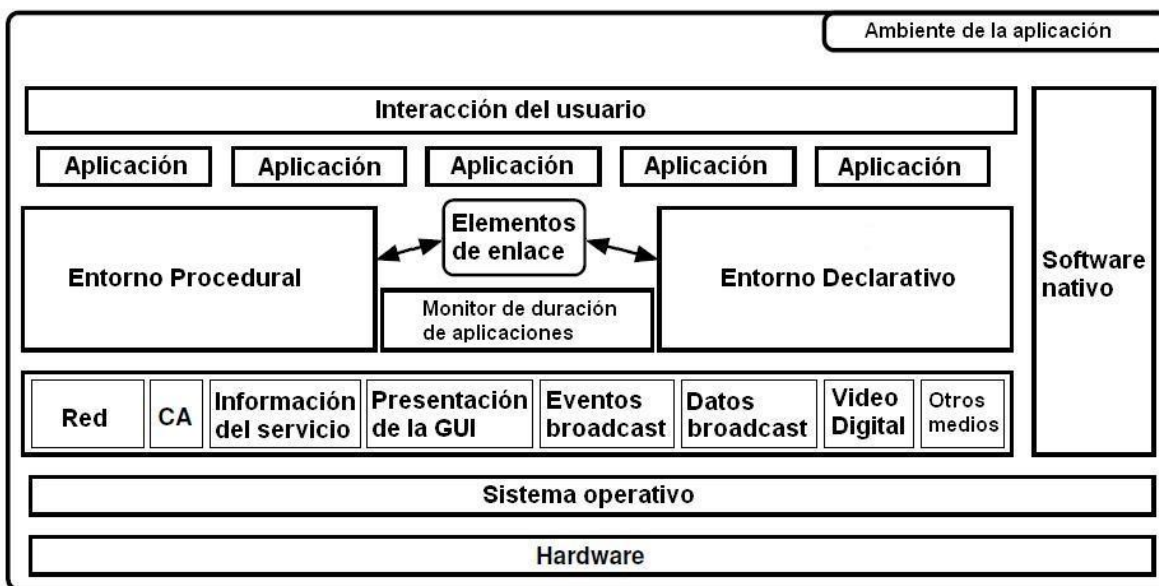 Ambiente de la aplicación
Interacción del usuario
Aplicación
Aplicación
Aplicación
Aplicación
Aplicación
Entorno Procedural
Elementos
de enlace
Entorno Declarativo
Monitor de duración
de aplicaciones
Software
nativo
Red
CA
Información
del servicio
Presentación
de la GUI
Eventos
broadcast
Datos
broadcast
Video
Digital
Otros
medios
Sistema operativo
Hardware